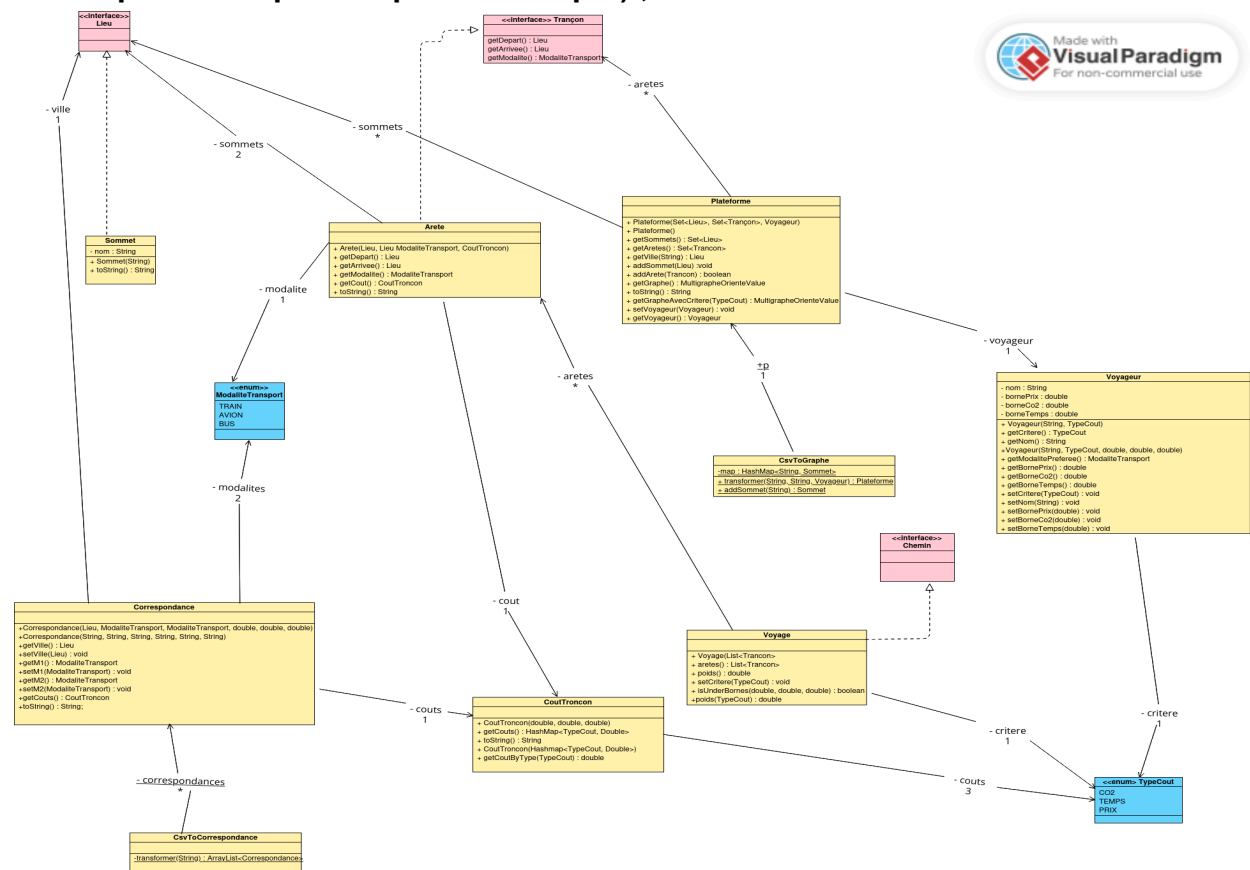 <<interface>>
Lieu
<<interface>> Trançon
getDepart() : Lieu
getArrivee() : Lieu
getModalite() : ModaliteTransport
Made with
Visual Paradigm
For non-commercial use
- aretes
*
- ville
1
- sommets
*
- sommets
2
Plateforme
+ Plateforme(Set<Lieu>, Set<Trançon>, Voyageur)
+ Plateforme()
+ getSommets() : Set<Lieu>
+ getAretes() : Set<Trancon>
+ getVille(String) : Lieu
+ addSommet(Lieu) :void
+ addArete(Trancon) : boolean
+ getGraphe() : MultigrapheOrienteValue
+ toString() : String
+ getGrapheAvecCritere(TypeCout) : MultigrapheOrienteValue
+ setVoyageur(Voyageur) : void
+ getVoyageur() : Voyageur
Arete
+ Arete(Lieu, Lieu ModaliteTransport, CoutTroncon)
+ getDepart() : Lieu
+ getArrivee() : Lieu
+ getModalite() : ModaliteTransport
+ getCout() : CoutTroncon
+ toString() : String
Sommet
- nom : String
+ Sommet(String)
+ toString() : String
- modalite
1
- voyageur
1
+p
1
- aretes
*
<<enum>>
ModaliteTransport
TRAIN
AVION
BUS
Voyageur
- nom : String
- bornePrix : double
- borneCo2 : double
- borneTemps : double
+ Voyageur(String, TypeCout)
+ getCritere() : TypeCout
+ getNom() : String
+Voyageur(String, TypeCout, double, double, double)
+ getModalitePreferee() : ModaliteTransport
+ getBornePrix() : double
+ getBorneCo2() : double
+ getBorneTemps() : double
+ setCritere(TypeCout) : void
+ setNom(String) : void
+ setBornePrix(double) : void
+ setBorneCo2(double) : void
+ setBorneTemps(double) : void
CsvToGraphe
-map : HashMap<String, Sommet>
+ transformer(String, String, Voyageur) : Plateforme
+ addSommet(String) : Sommet
- modalites
2
<<interface>>
Chemin
- cout
1
Correspondance
+Correspondance(Lieu, ModaliteTransport, ModaliteTransport, double, double, double)
+Correspondance(String, String, String, String, String, String)
+getVille() : Lieu
+setVille(Lieu) : void
+getM1() : ModaliteTransport
+setM1(ModaliteTransport) : void
+getM2() : ModaliteTransport
+setM2(ModaliteTransport) : void
+getCouts() : CoutTroncon
+toString() : String;
Voyage
+ Voyage(List<Trancon>
+ aretes() : List<Trancon>
+ poids() : double
+ setCritere(TypeCout) : void
+ isUnderBornes(double, double, double) : boolean
+poids(TypeCout) : double
- couts
1
CoutTroncon
+ CoutTroncon(double, double, double)
+ getCouts() : HashMap<TypeCout, Double>
+ toString() : String
+ CoutTroncon(Hashmap<TypeCout, Double>)
+ getCoutByType(TypeCout) : double
- critere
1
- critere
1
- couts
3
<<enum> TypeCout
CO2
TEMPS
PRIX
- correspondances
*
CsvToCorrespondance
-transformer(String) : ArrayList<Correspondance>